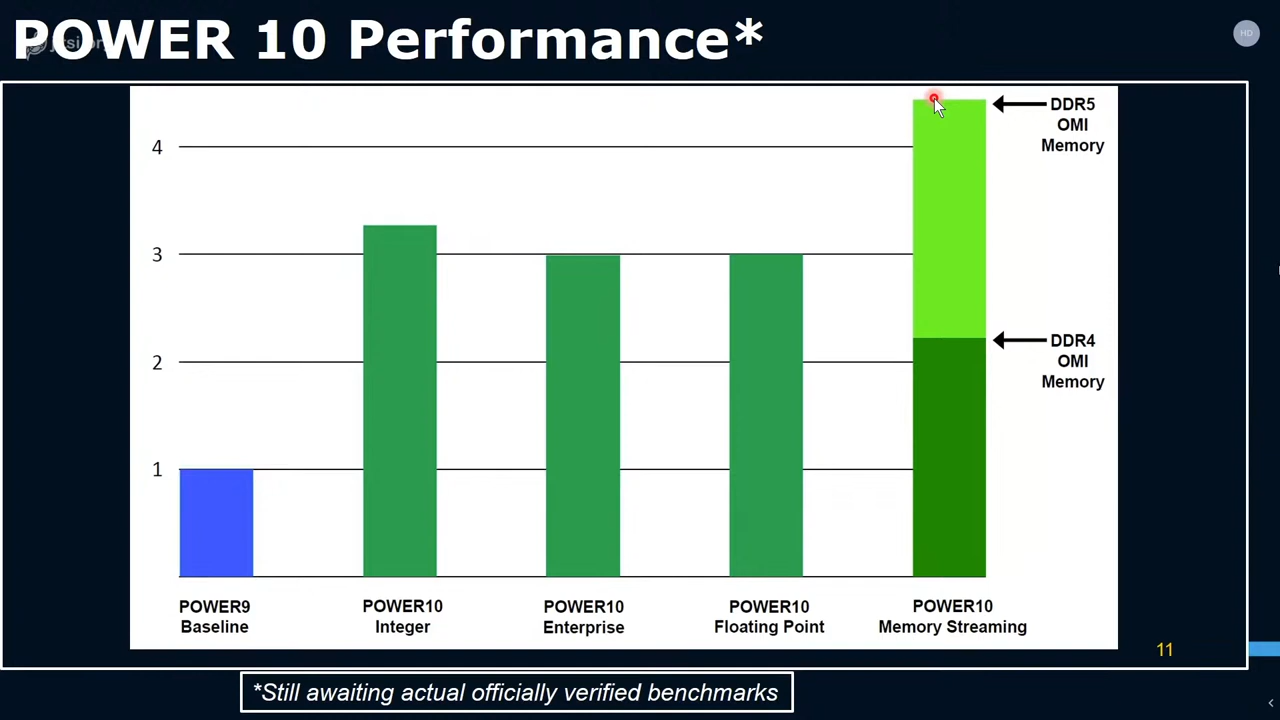 POWER 10 Performance*
HD
4
3
2
1
DDR5
OMI
Memory
DDR4
OMI
Memory
POWER9
Baseline
POWER10
Integer
POWER10
Enterprise
POWER10
Floating Point
POWER10
Memory Streaming
11
*Still awaiting actual officially verified benchmarks